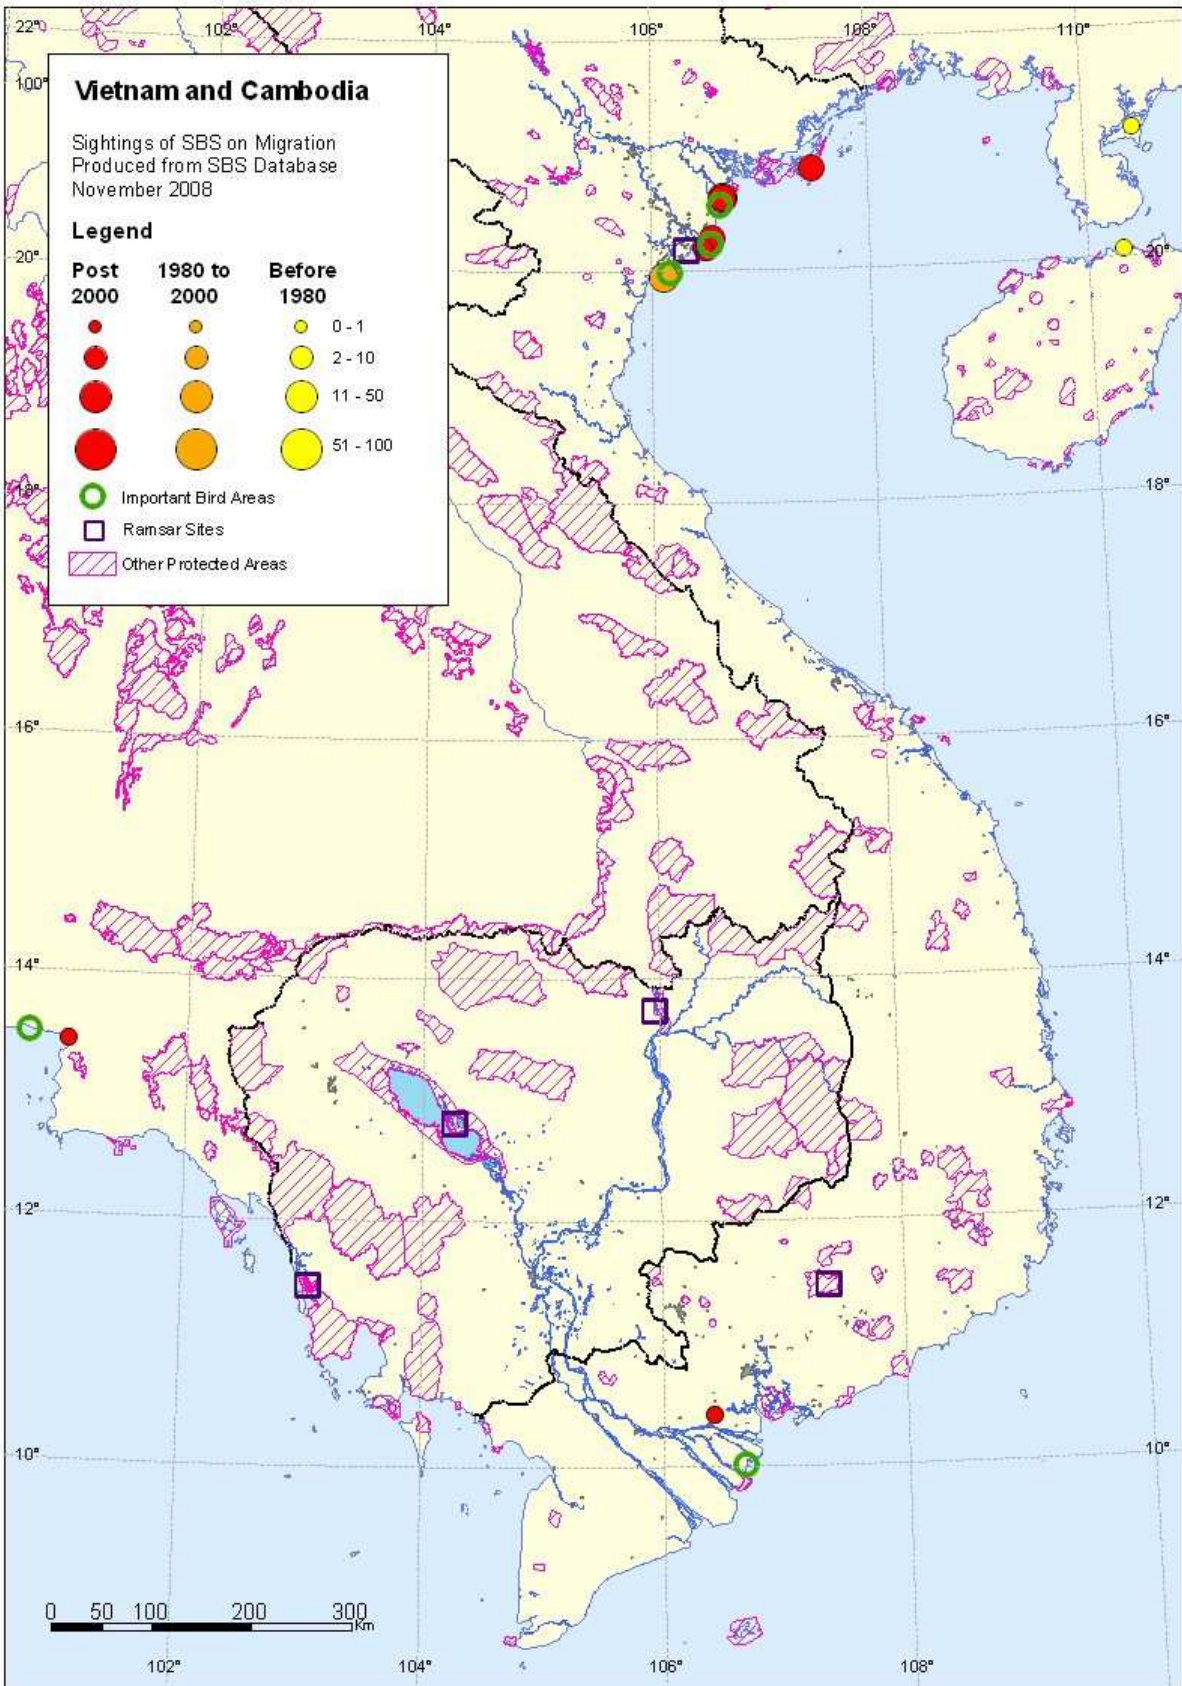 22°
102°
104°
106°
108°
110°
100°
Vietnam and Cambodia
Sightings of SBS on Migration
Produced from SBS Database
November 2008
Legend
Post 2000
1980 to 2000
Before 1980
0 - 1
2 - 10
11 - 50
51 - 100
Important Bird Areas
Ramsar Sites
Other Protected Areas
20°
20°
18°
18°
16°
16°
14°
14°
12°
12°
10°
10°
0 50 100 200 300
Km
102°
104°
106°
108°